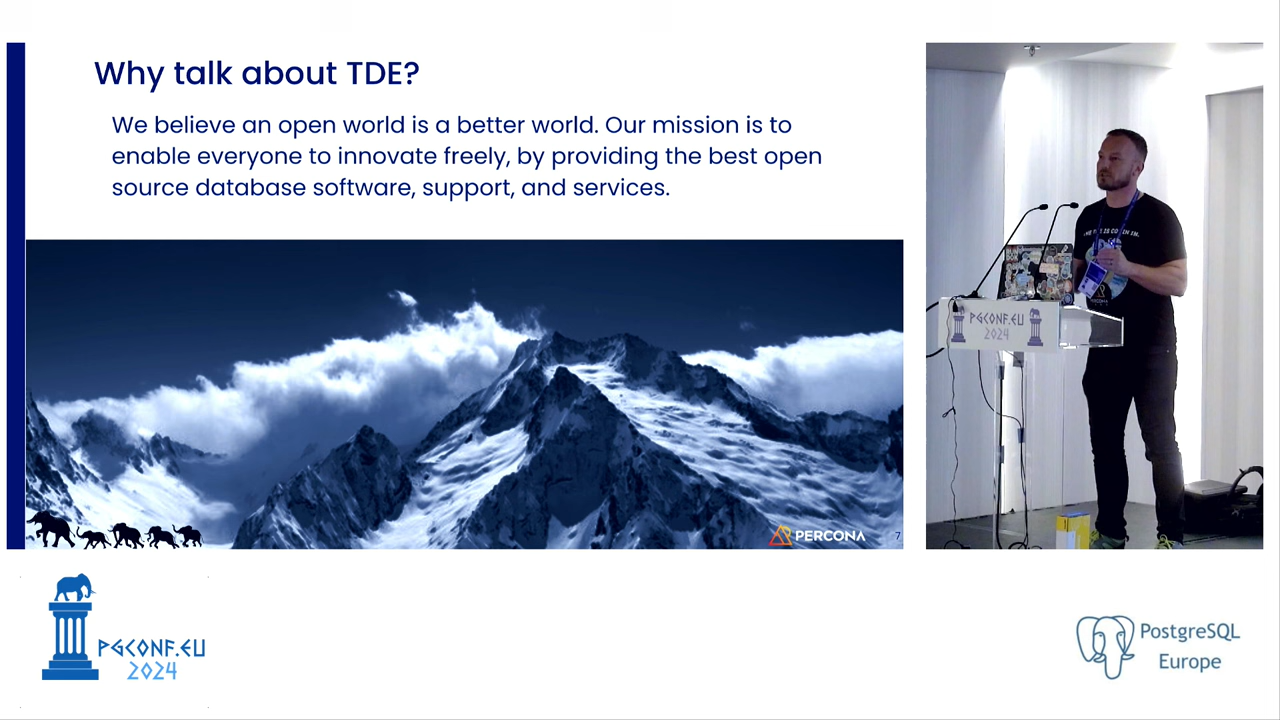 Why talk about TDE?
We believe an open world is a better world. Our mission is to
enable everyone to innovate freely, by providing the best open
source database software, support, and services.
PERCONA
7
PGCONF.EU
2024
PERCONA
PGCONF.EU
2024
PostgreSQL
Europe